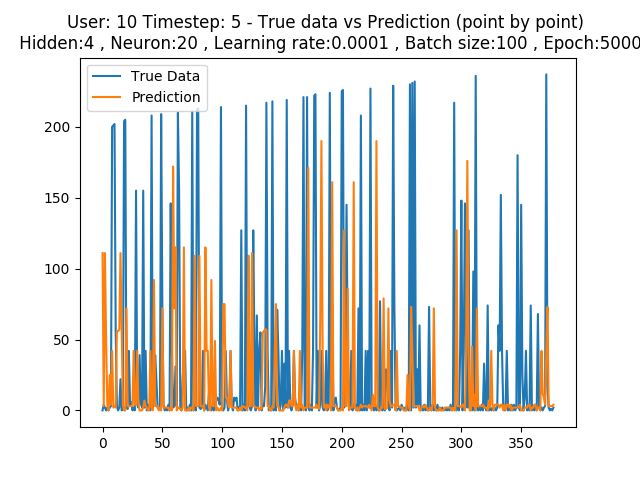 User: 10 Timestep: 5 - True data vs Prediction (point by point)
Hidden:4 , Neuron:20 , Learning rate:0.0001 , Batch size:100 , Epoch:5000
True Data
Prediction
200
150
100
50
0
0 50 100 150 200 250 300 350